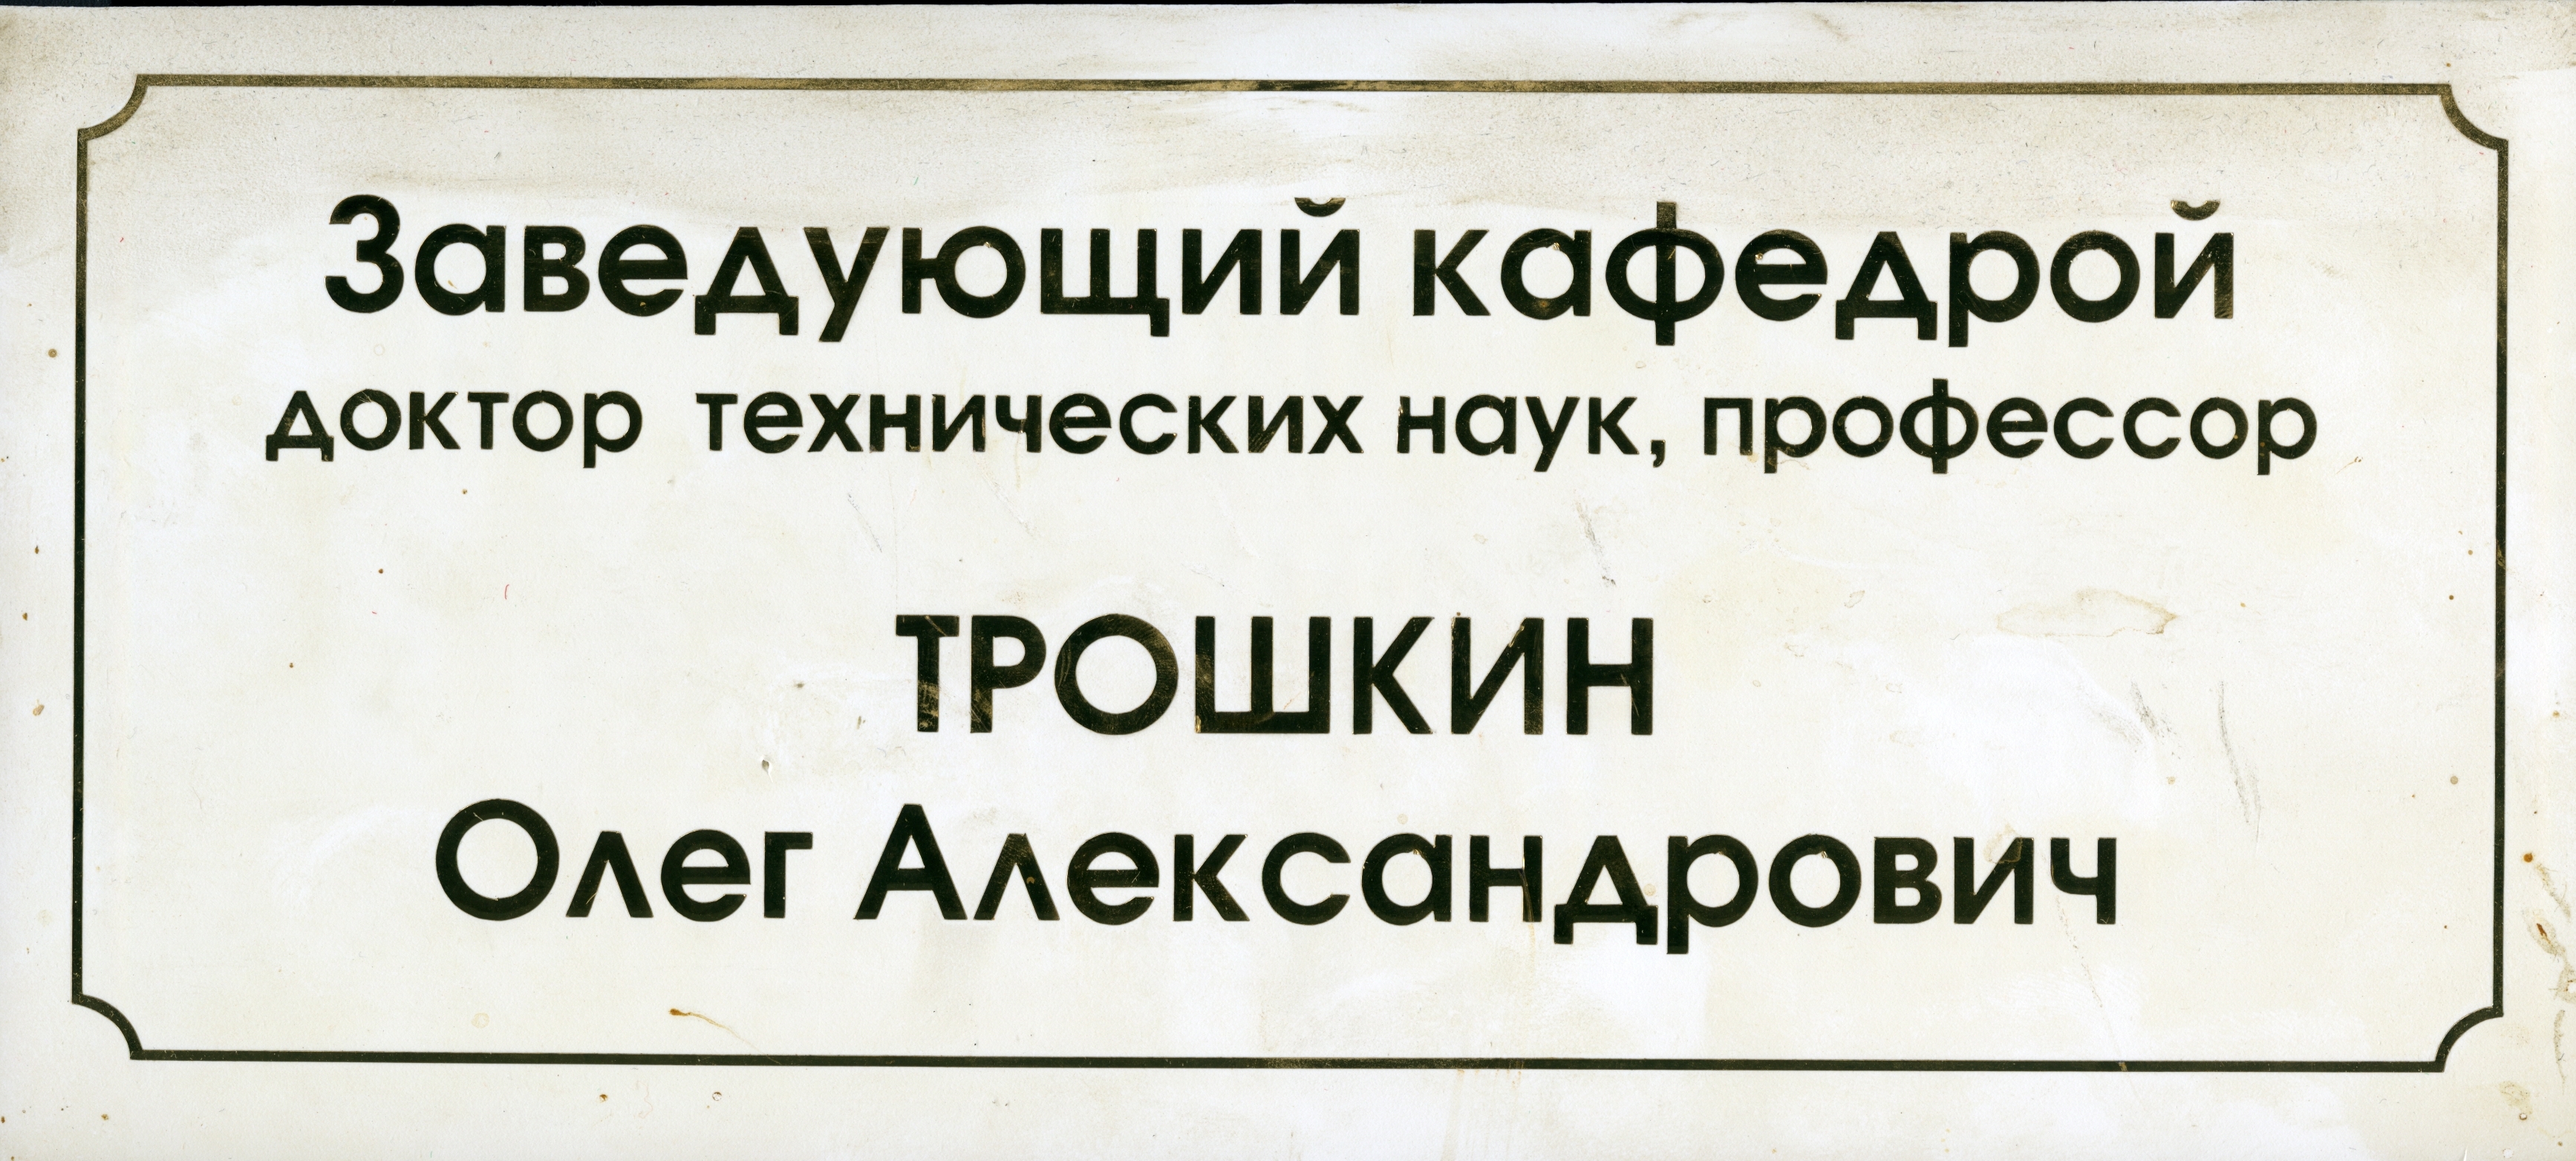 Заведующий кафедрой
доктор технических наук, профессор
ТРОШКИН
Олег Александрович